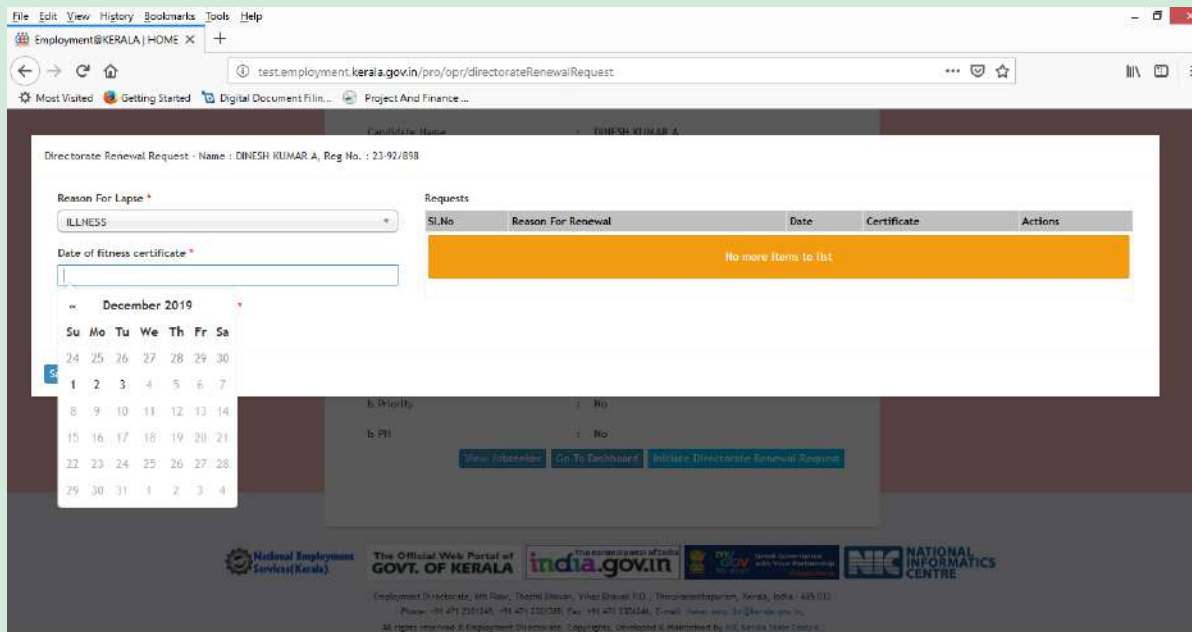 File Edit View History Bookmarks Tools Help
Employment@KERALA | HOME × +
test.employment.kerala.gov.in/pro/opr/directorateRenewalRequest
Most Visited Getting Started Digital Document Filin... Project And Finance ...
Candidate Name : DINESH KUMAR A
Directorate Renewal Request - Name : DINESH KUMAR A, Reg No. : 23-92/898
Reason For Lapse *
ILLNESS
Date of fitness certificate *
Requests
Sl.No Reason For Renewal Date Certificate Actions
No more items to list
« December 2019 *
Su Mo Tu We Th Fr Sa
24 25 26 27 28 29 30
1 2 3 4 5 6 7
8 9 10 11 12 13 14
15 16 17 18 19 20 21
22 23 24 25 26 27 28
29 30 31 1 2 3 4
Is Priority : No
Is PH : No
View Jobseeker Go To Dashboard Initiate Directorate Renewal Request
National Employment
Services(Kerala)
The Official Web Portal of
GOVT. OF KERALA
india.gov.in
NIC NATIONAL
INFORMATICS
CENTRE